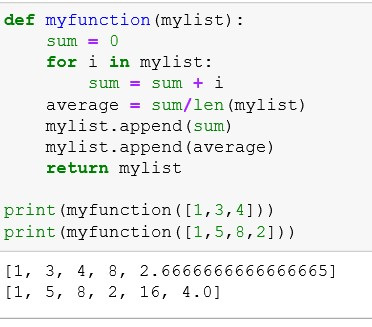 def myfunction(mylist):
    sum = 0
    for i in mylist:
        sum = sum + i
    average = sum/len(mylist)
    mylist.append(sum)
    mylist.append(average)
    return mylist

print(myfunction([1,3,4]))
print(myfunction([1,5,8,2]))

[1, 3, 4, 8, 2.6666666666666665]
[1, 5, 8, 2, 16, 4.0]